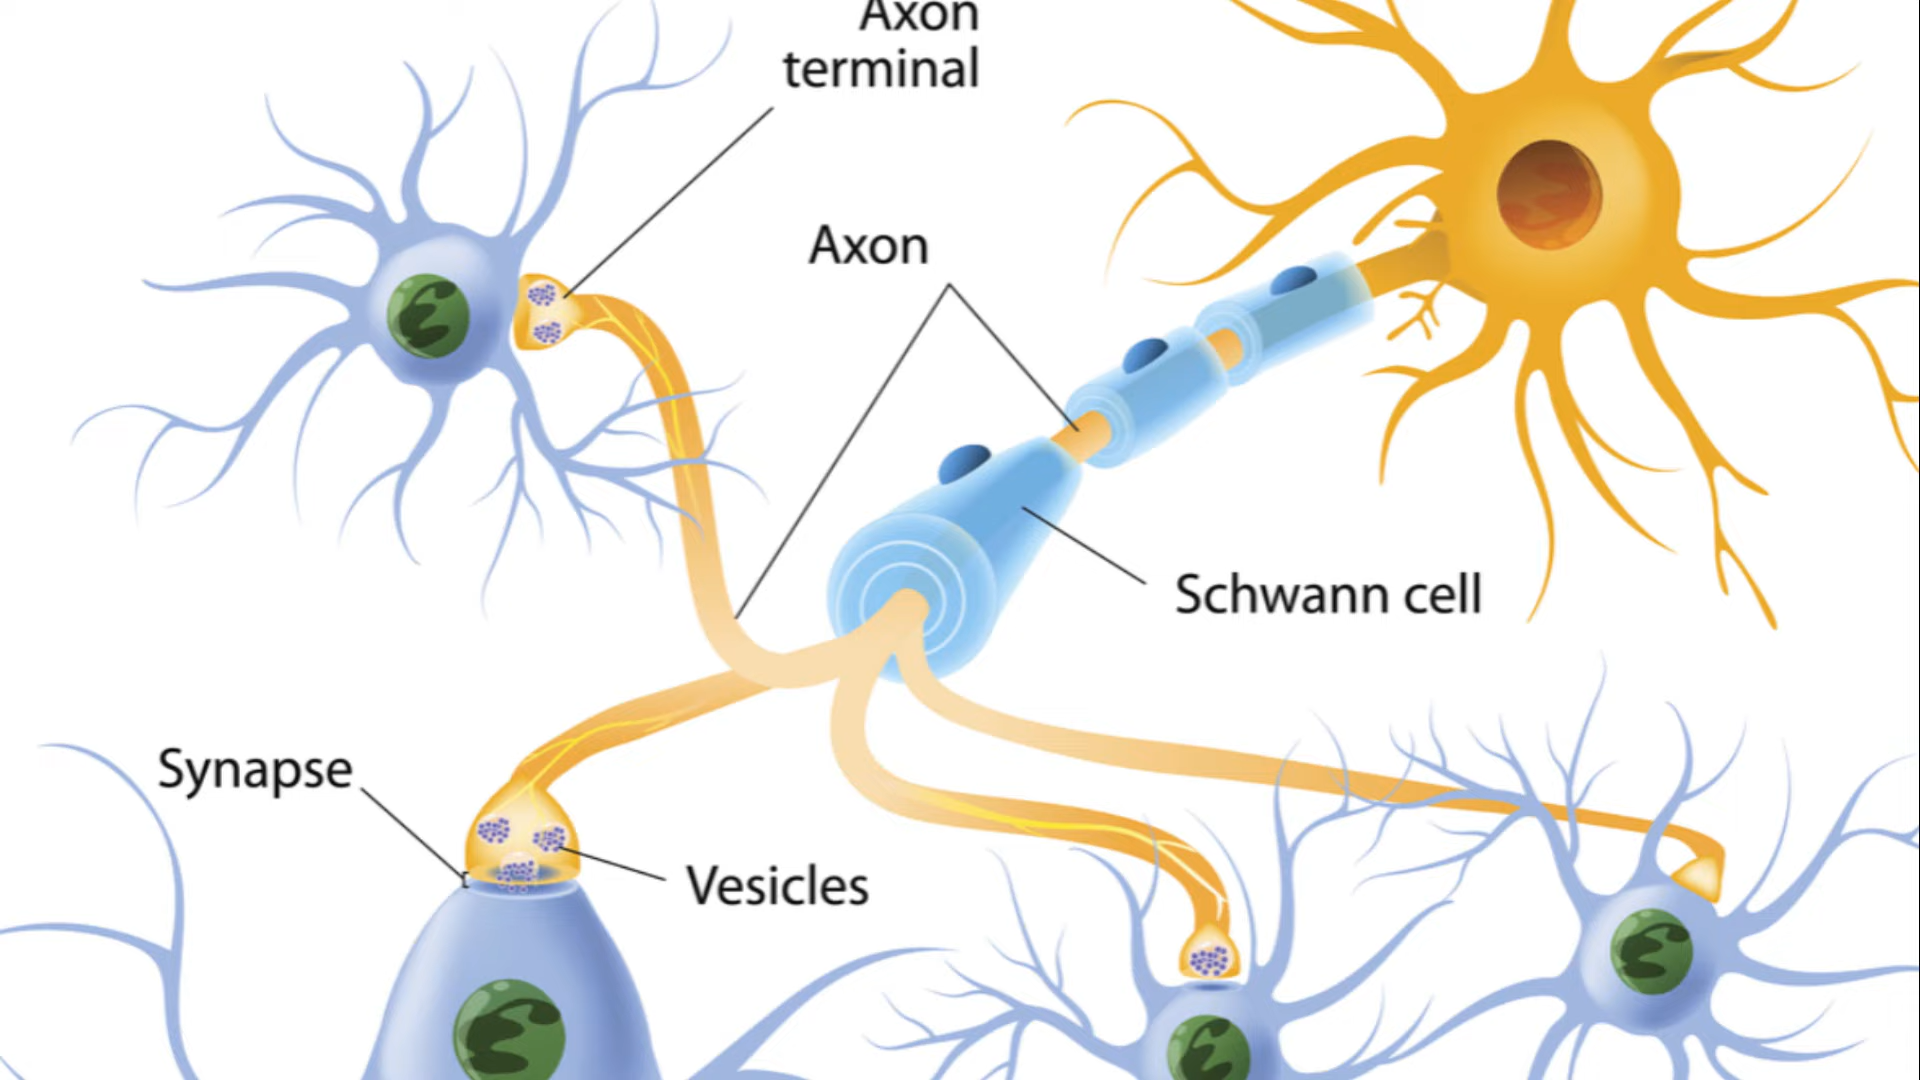 Axon
terminal
Axon
Schwann cell
Synapse
Vesicles